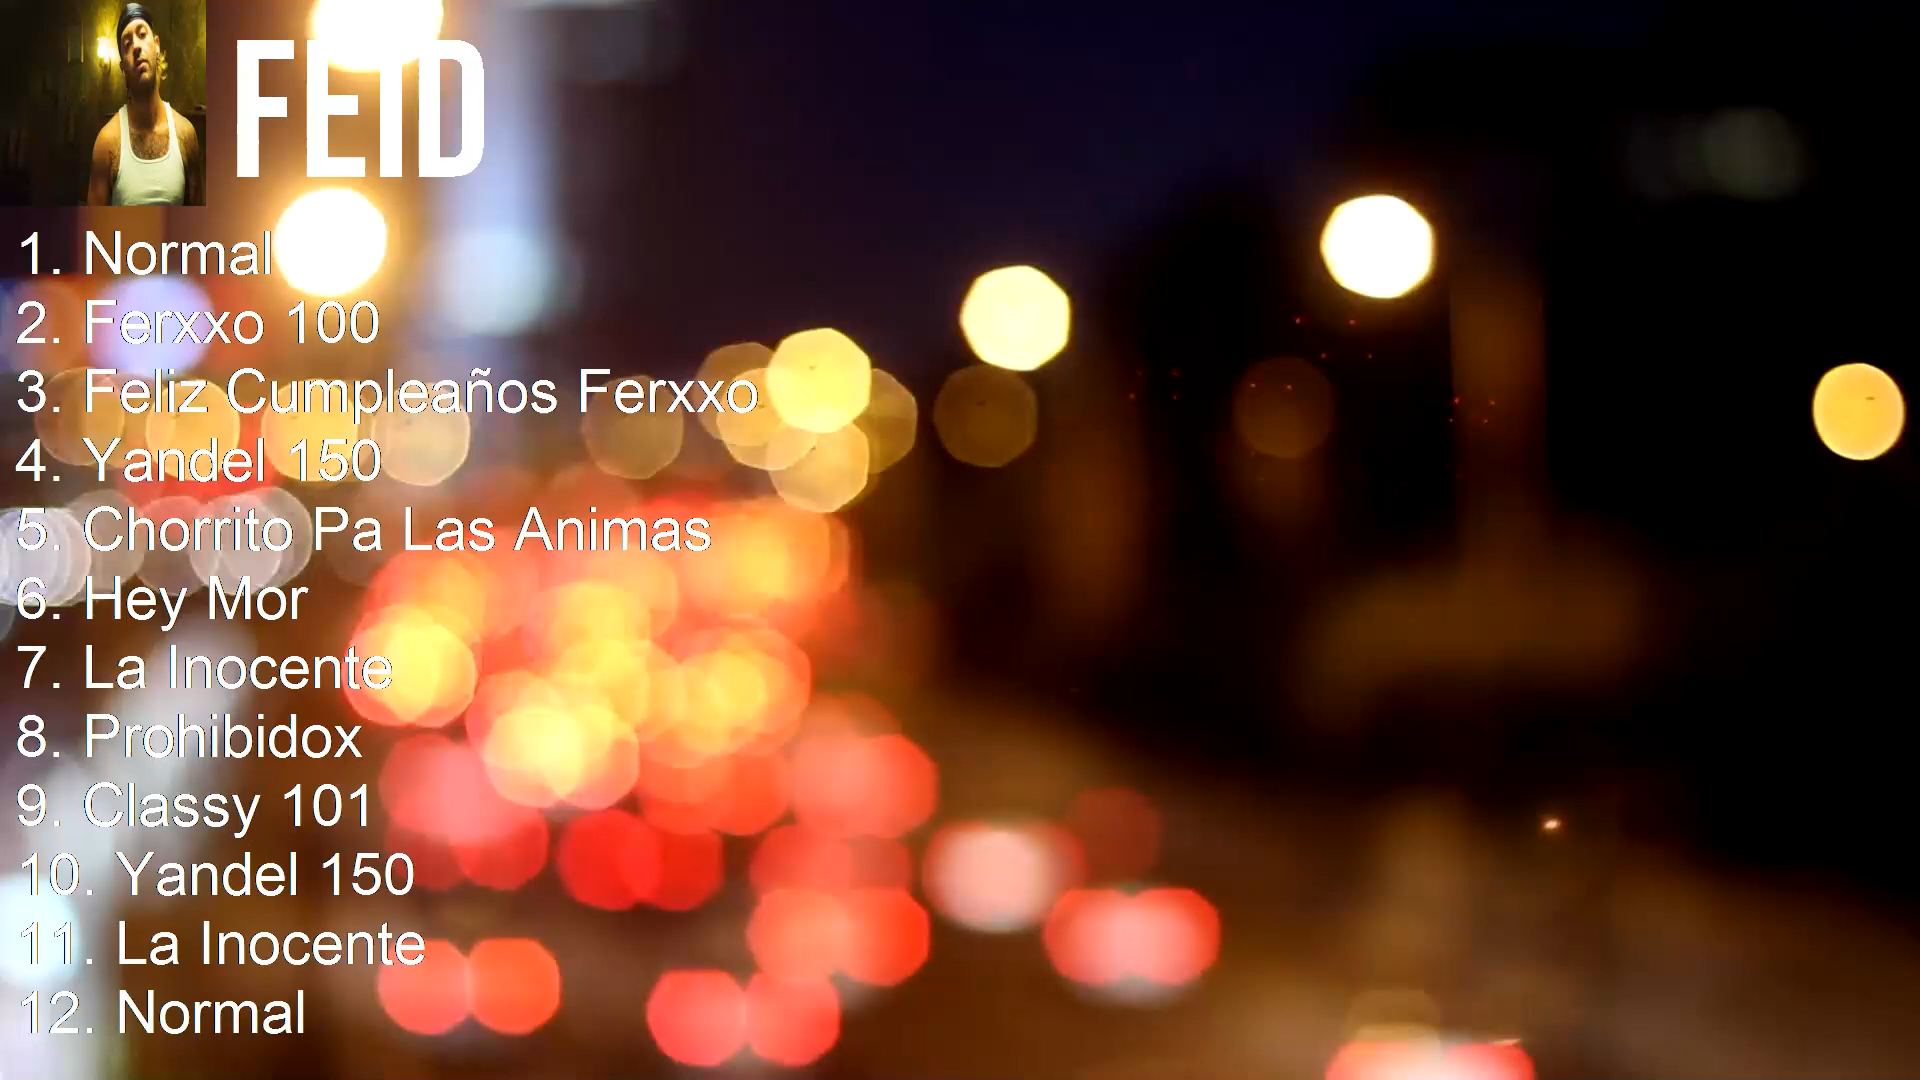 FEID
1. Normal
2. Ferxxo 100
3. Feliz Cumpleaños Ferxxo
4. Yandel 150
5. Chorrito Pa Las Animas
6. Hey Mor
7. La Inocente
8. Prohibidox
9. Classy 101
10. Yandel 150
11. La Inocente
12. Normal